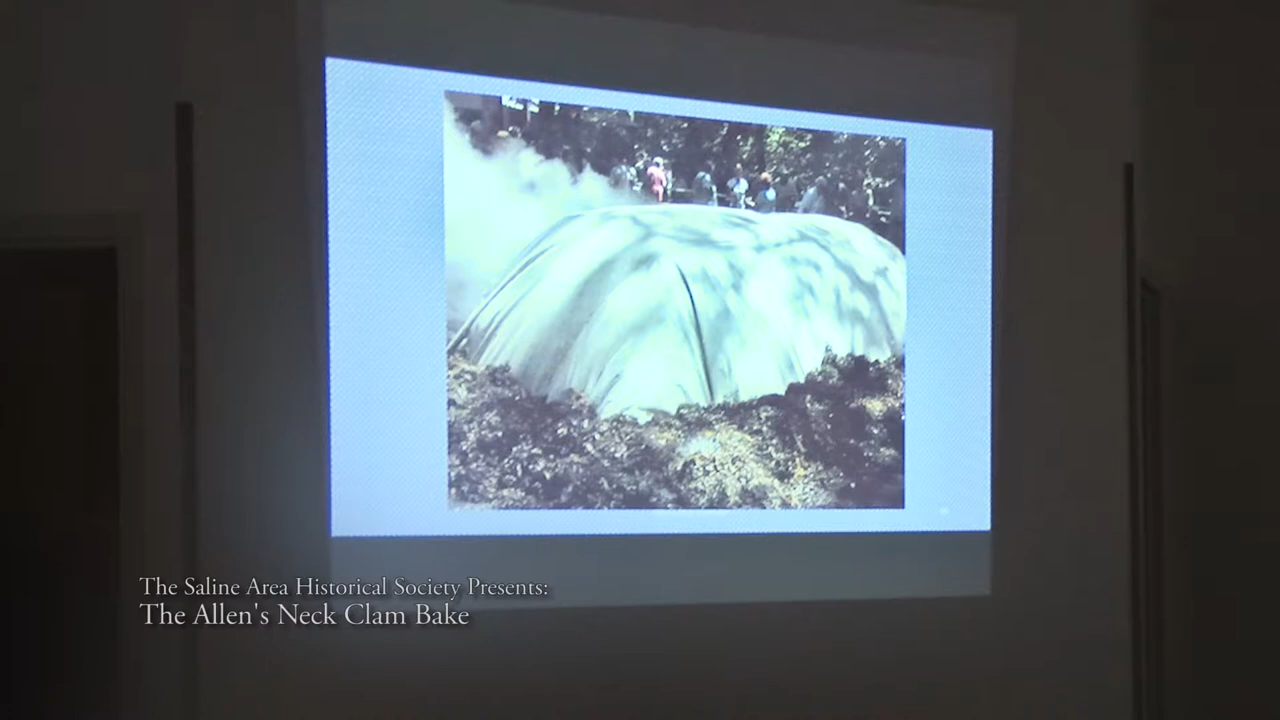 The Saline Area Historical Society Presents:
The Allen's Neck Clam Bake